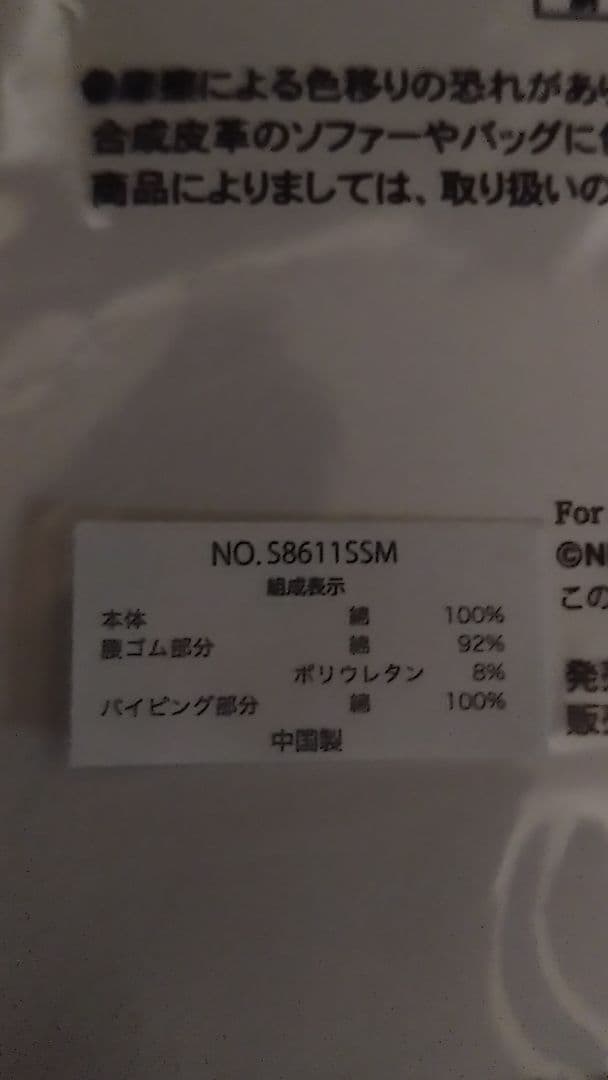 ●摩擦による色移りの恐れがあ
合成皮革のソファーやバッグに
商品によりましては、取り扱いの
For
©N
この
NO.S8611SSM
組成表示
本体 綿 100%
腰ゴム部分 綿 92%
ポリウレタン 8%
パイピング部分 綿 100%
中国製
発
販